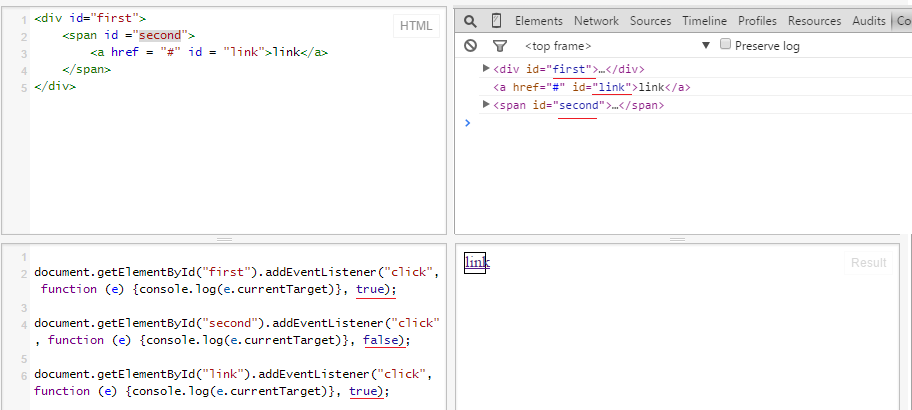 1 <div id="first">
2 <span id ="second">
3 <a href = "#" id = "link">link</a>
4 </span>
5 </div>
HTML
Elements Network Sources Timeline Profiles Resources Audits Co
<top frame> ▼ Preserve log
▶ <div id="first">…</div>
<a href="#" id="link">link</a>
▶ <span id="second">…</span>
>
1
2 document.getElementById("first").addEventListener("click",
function (e) {console.log(e.currentTarget)}, true);
3
4 document.getElementById("second").addEventListener("click"
, function (e) {console.log(e.currentTarget)}, false);
5
6 document.getElementById("link").addEventListener("click",
function (e) {console.log(e.currentTarget)}, true);
link
Result